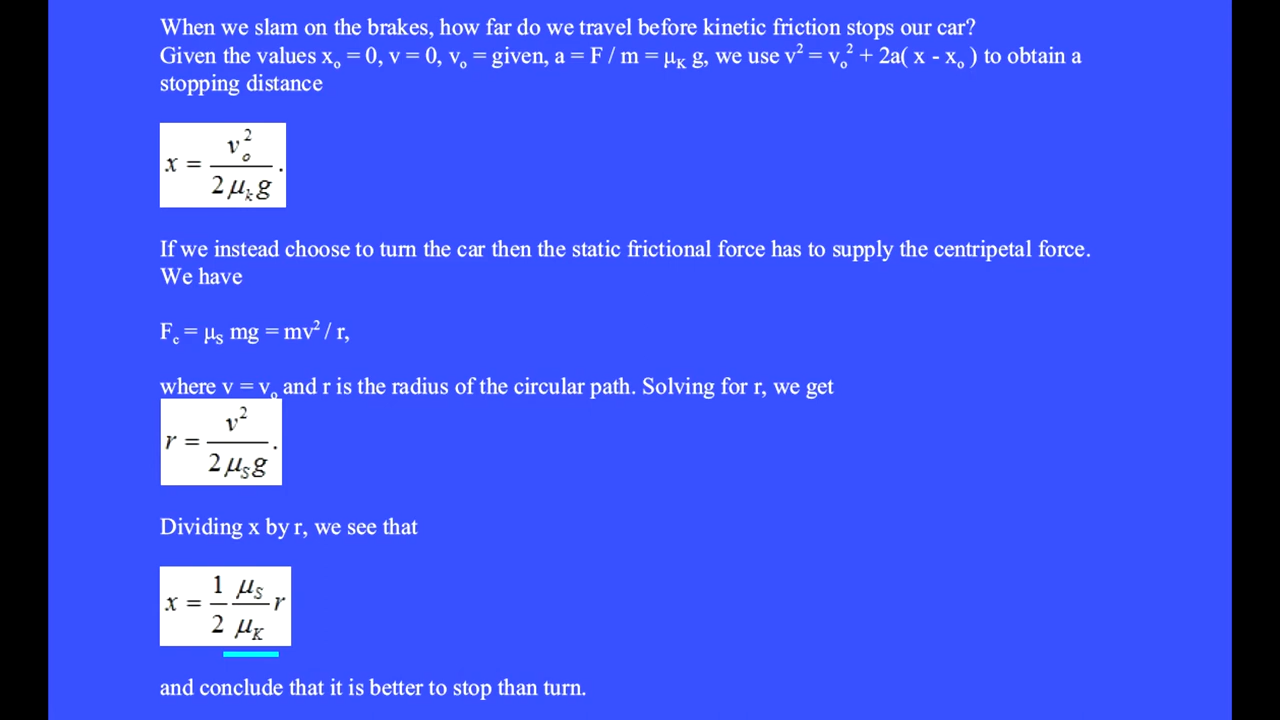 When we slam on the brakes, how far do we travel before kinetic friction stops our car?
Given the values xₒ = 0, v = 0, vₒ = given, a = F / m = μK g, we use v² = vₒ² + 2a( x - xₒ ) to obtain a
stopping distance
x = vₒ² / 2 μk g .
If we instead choose to turn the car then the static frictional force has to supply the centripetal force.
We have
Fc = μS mg = mv² / r,
where v = vₒ and r is the radius of the circular path. Solving for r, we get
r = v² / 2 μS g .
Dividing x by r, we see that
x = 1/2 μS/μK r
and conclude that it is better to stop than turn.